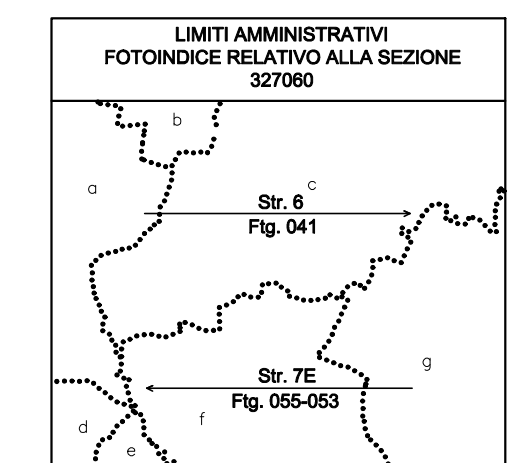 LIMITI AMMINISTRATIVI
FOTOINDICE RELATIVO ALLA SEZIONE
327060
b
a
c
Str. 6
Ftg. 041
g
Str. 7E
Ftg. 055-053
d
f
e